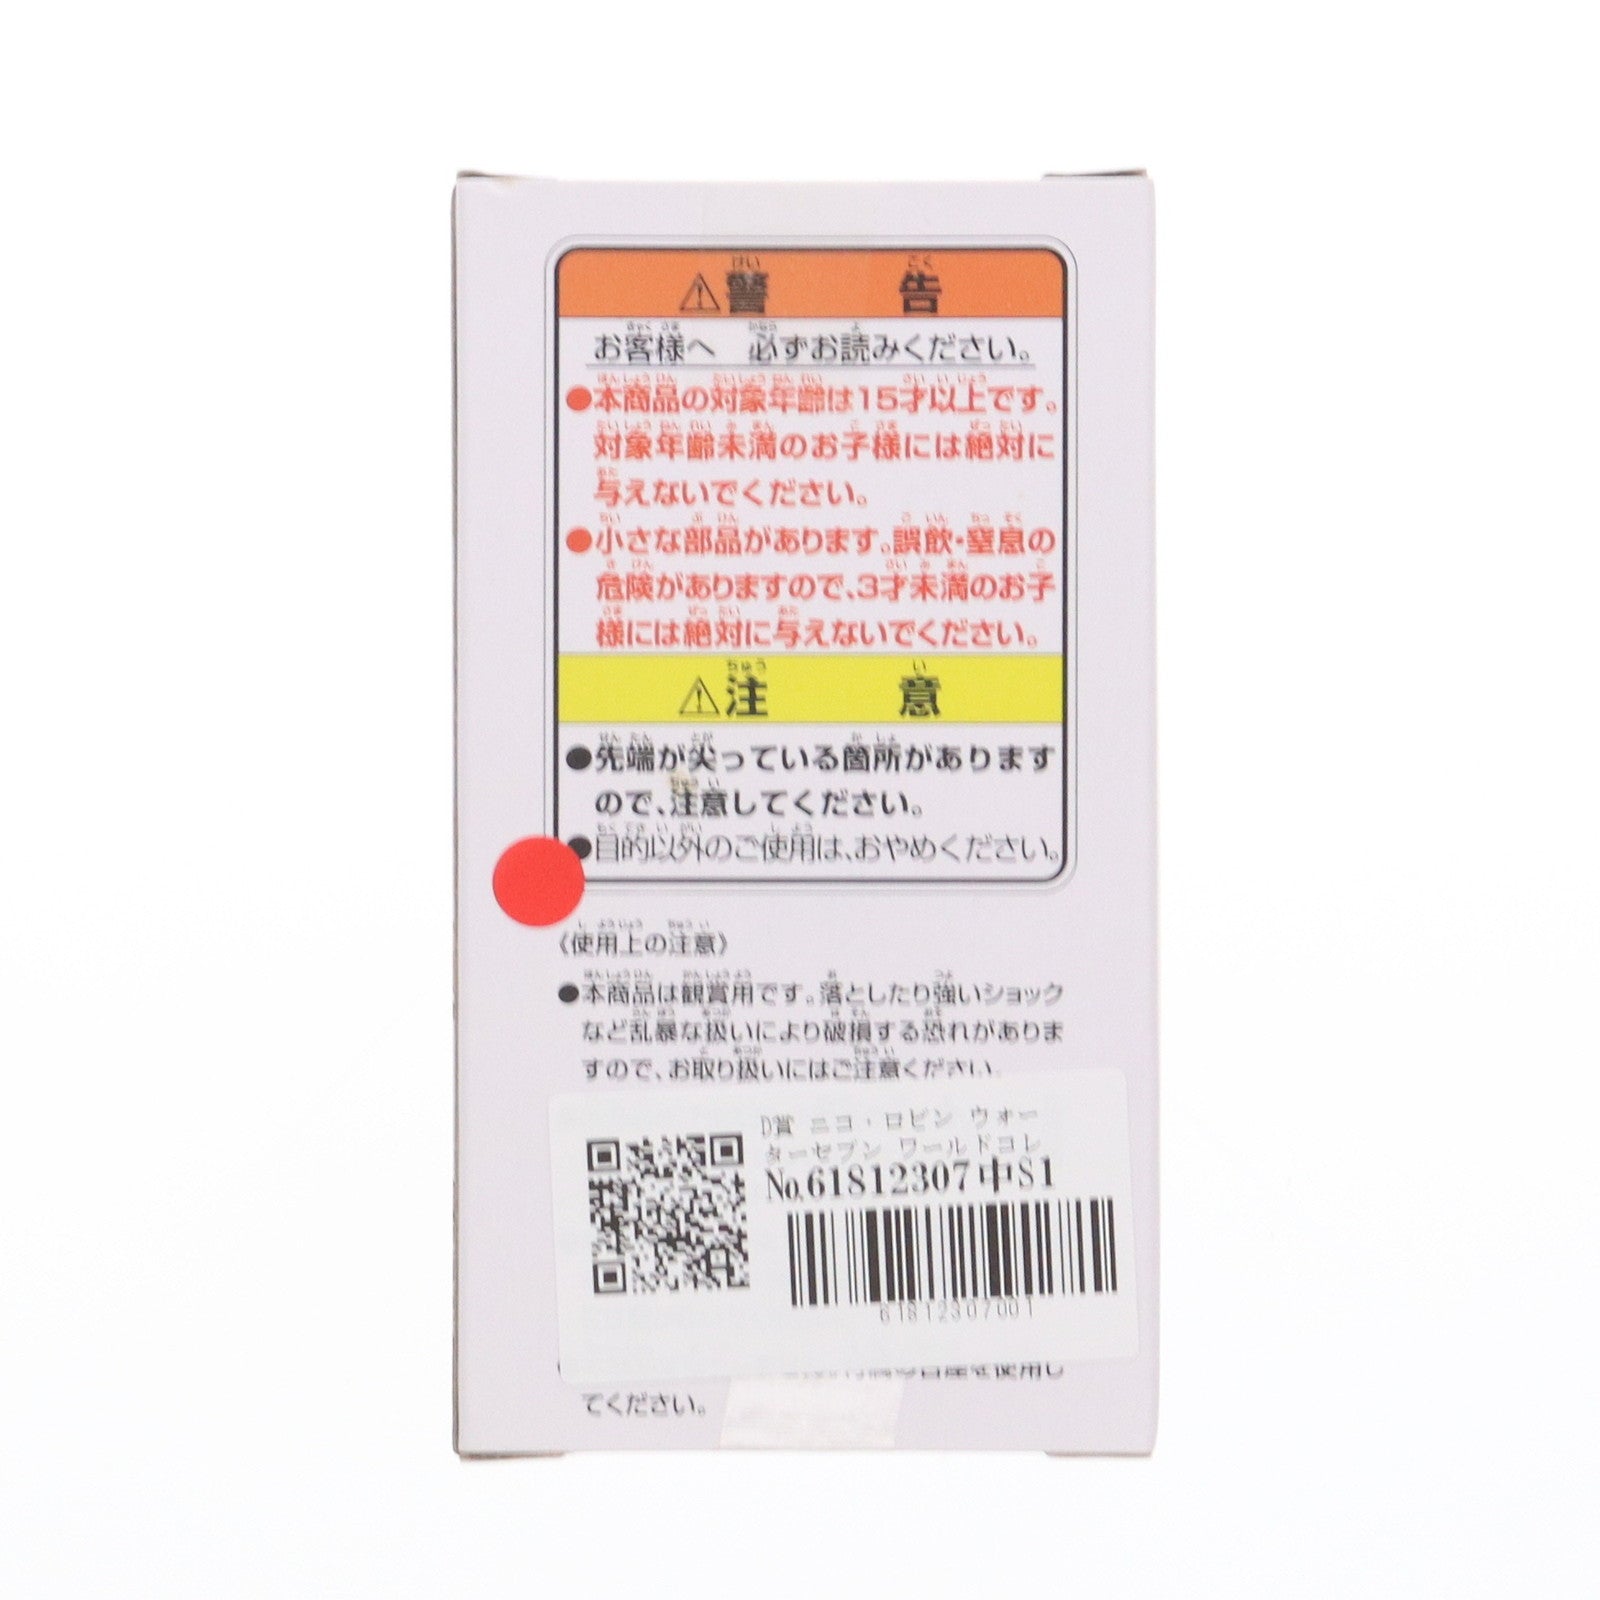 ⚠警告
お客様へ 必ずお読みください。
●本商品の対象年齢は15才以上です。
対象年齢未満のお子様には絶対に
与えないでください。
●小さな部品があります。誤飲・窒息の
危険がありますので、3才未満のお子
様には絶対に与えないでください。
⚠注意
●先端が尖っている箇所があります
ので、注意してください。
●目的以外のご使用は、おやめください。
《使用上の注意》
●本商品は観賞用です。落としたり強いショック
など乱暴な扱いにより破損する恐れがありま
すので、お取り扱いにはご注意ください。
D賞 ニコ・ロビン ウォー
ターセブン ワールドコレ
No.61812307中S1
61812307001
の台座を使用し
てください。